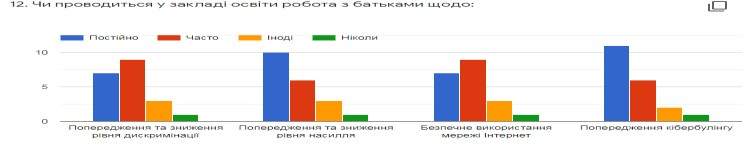 12. Чи проводиться у закладі освіти робота з батьками щодо:
Постійно Часто Іноді Ніколи
10
5
0
Попередження та зниження рівня дискримінації
Попередження та зниження рівня насилля
Безпечне використання мережі Інтернет
Попередження кібербулінгу